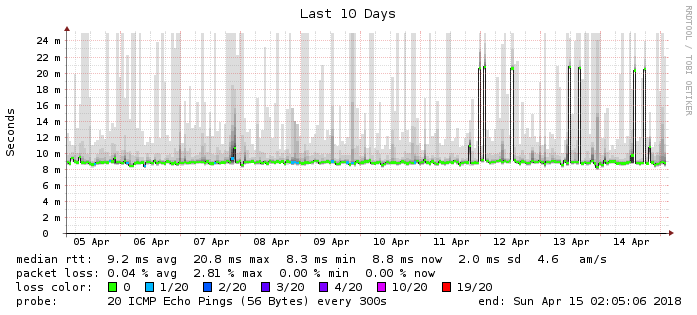 Last 10 Days
RRDTOOL / TOBI OETIKER
Seconds
24 m
22 m
20 m
18 m
16 m
14 m
12 m
10 m
8 m
6 m
4 m
2 m
0
05 Apr 06 Apr 07 Apr 08 Apr 09 Apr 10 Apr 11 Apr 12 Apr 13 Apr 14 Apr
median rtt: 9.2 ms avg 20.8 ms max 8.3 ms min 8.8 ms now 2.0 ms sd 4.6 am/s
packet loss: 0.04 % avg 2.81 % max 0.00 % min 0.00 % now
loss color: 0 1/20 2/20 3/20 4/20 10/20 19/20
probe: 20 ICMP Echo Pings (56 Bytes) every 300s end: Sun Apr 15 02:05:06 2018